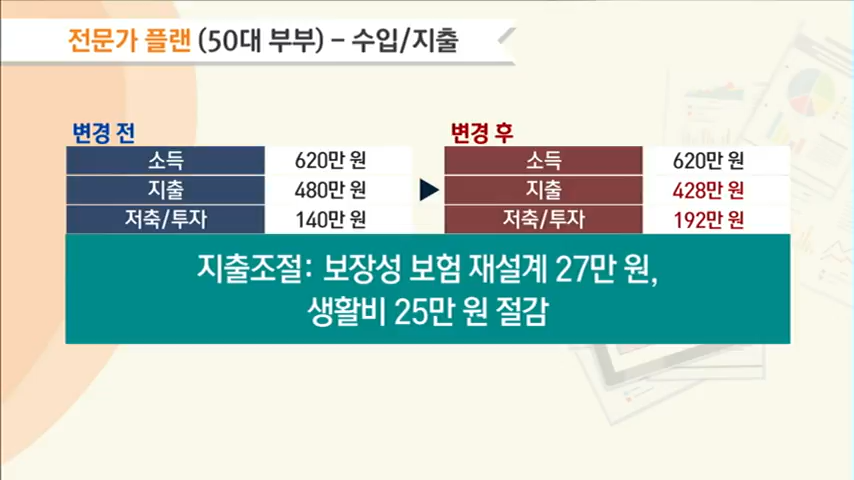 전문가 플랜 (50대 부부) - 수입/지출
변경 전
소득 620만 원
지출 480만 원
저축/투자 140만 원
변경 후
소득 620만 원
지출 428만 원
저축/투자 192만 원
지출조절: 보장성 보험 재설계 27만 원,
생활비 25만 원 절감